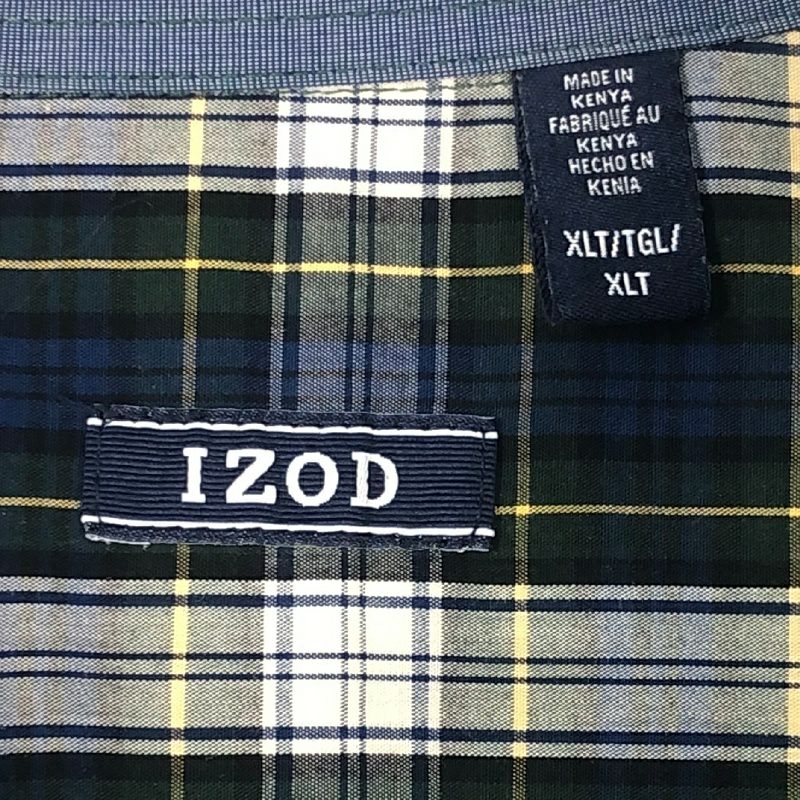 MADE IN
KENYA
FABRIQUÉ AU
KENYA
HECHO EN
KENIA
XLT/TGL/
XLT
IZOD